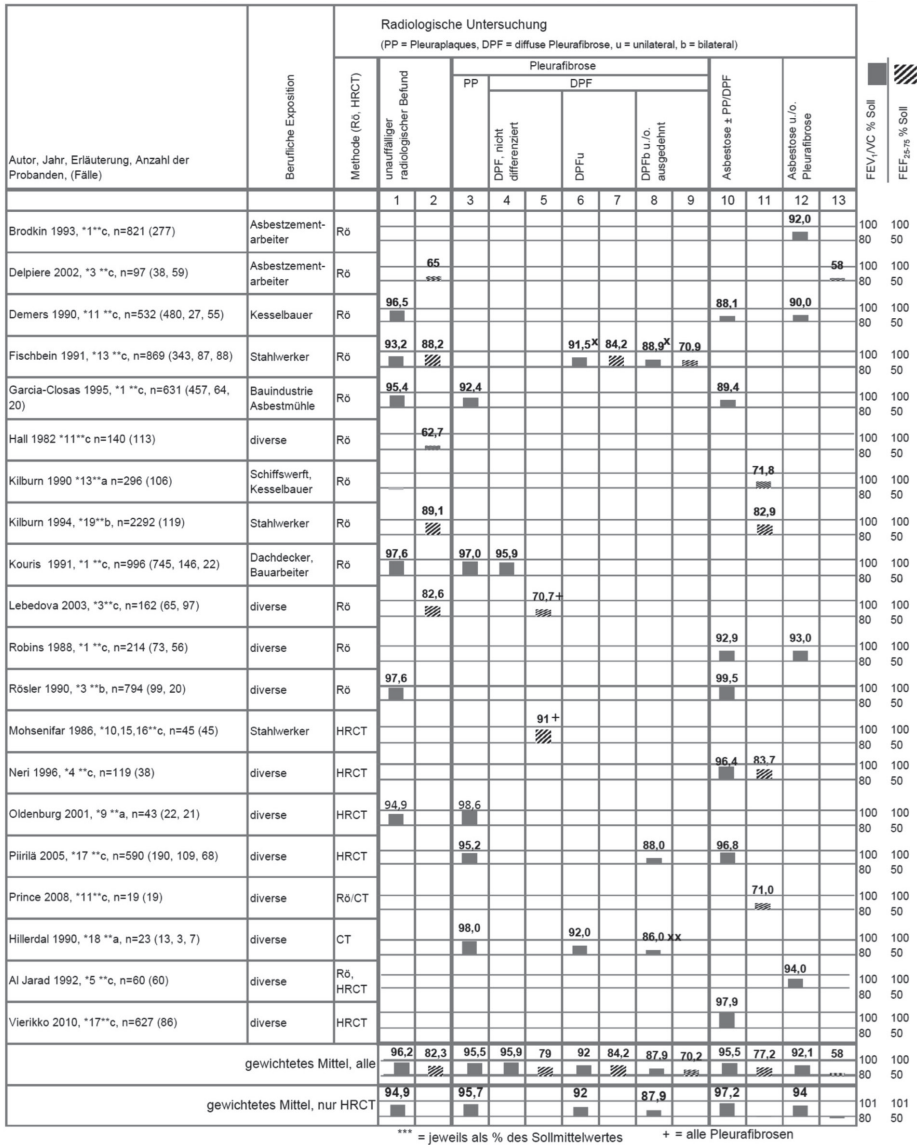 Radiologische Untersuchung
(PP = Pleuraplaques, DPF = diffuse Pleurafibrose, u = unilateral, b = bilateral)
Autor, Jahr, Erläuterung, Anzahl der
Probanden, (Fälle)
Berufliche Exposition
Methode (Rö, HRCT)
unauffälliger
radiologischer Befund
Pleurafibrose
PP
DPF
DPF, nicht
differenziert
DPFu
DPFb u./o.
ausgedehnt
Asbestose ± PP/DPF
Asbestose u./o.
Pleurafibrose
FEV1/VC % Soll
FEF25-75 % Soll
1 2 3 4 5 6 7 8 9 10 11 12 13
Brodkin 1993, *1**c, n=821 (277) Asbestzement- Rö 92,0 100 100
arbeiter 80 50
Delpiere 2002, *3 **c, n=97 (38, 59) Asbestzement- Rö 65 58 100 100
arbeiter 80 50
Demers 1990, *11 **c, n=532 (480, 27, 55) Kesselbauer Rö 96,5 88,1 90,0 100 100
80 50
Fischbein 1991, *13 **c, n=869 (343, 87, 88) Stahlwerker Rö 93,2 88,2 91,5x 84,2 88,9x 70,9 100 100
80 50
Garcia-Closas 1995, *1 **c, n=631 (457, 64, Bauindustrie Rö 95,4 92,4 89,4 100 100
20) Asbestmühle 80 50
Hall 1982 *11**c n=140 (113) diverse Rö 62,7 100 100
80 50
Kilburn 1990 *13**a n=296 (106) Schiffswerft, Rö 71,8 100 100
Kesselbauer 80 50
Kilburn 1994, *19**b, n=2292 (119) Stahlwerker Rö 89,1 82,9 100 100
80 50
Kouris 1991, *1 **c, n=996 (745, 146, 22) Dachdecker, Rö 97,6 97,0 95,9 100 100
Bauarbeiter 80 50
Lebedova 2003, *3**c, n=162 (65, 97) diverse Rö 82,6 70,7+ 100 100
80 50
Robins 1988, *1 **c, n=214 (73, 56) diverse Rö 92,9 93,0 100 100
80 50
Rösler 1990, *3 **b, n=794 (99, 20) diverse Rö 97,6 99,5 100 100
80 50
Mohsenifar 1986, *10,15,16**c, n=45 (45) Stahlwerker HRCT 91+ 100 100
80 50
Neri 1996, *4 **c, n=119 (38) diverse HRCT 96,4 83,7 100 100
80 50
Oldenburg 2001, *9 **a, n=43 (22, 21) diverse HRCT 94,9 98,6 100 100
80 50
Piirilä 2005, *17 **c, n=590 (190, 109, 68) diverse HRCT 95,2 88,0 96,8 100 100
80 50
Prince 2008, *11**c, n=19 (19) diverse Rö/CT 71,0 100 100
80 50
Hillerdal 1990, *18 **a, n=23 (13, 3, 7) diverse CT 98,0 92,0 86,0 xx 100 100
80 50
Al Jarad 1992, *5 **c, n=60 (60) diverse Rö, 94,0 100 100
HRCT 80 50
Vierikko 2010, *17**c, n=627 (86) diverse HRCT 97,9 100 100
80 50
gewichtetes Mittel, alle 96,2 82,3 95,5 95,9 79 92 84,2 87,9 70,2 95,5 77,2 92,1 58 100 100
80 50
gewichtetes Mittel, nur HRCT 94,9 95,7 92 87,9 97,2 94 101 101
80 50
*** = jeweils als % des Sollmittelwertes + = alle Pleurafibrosen